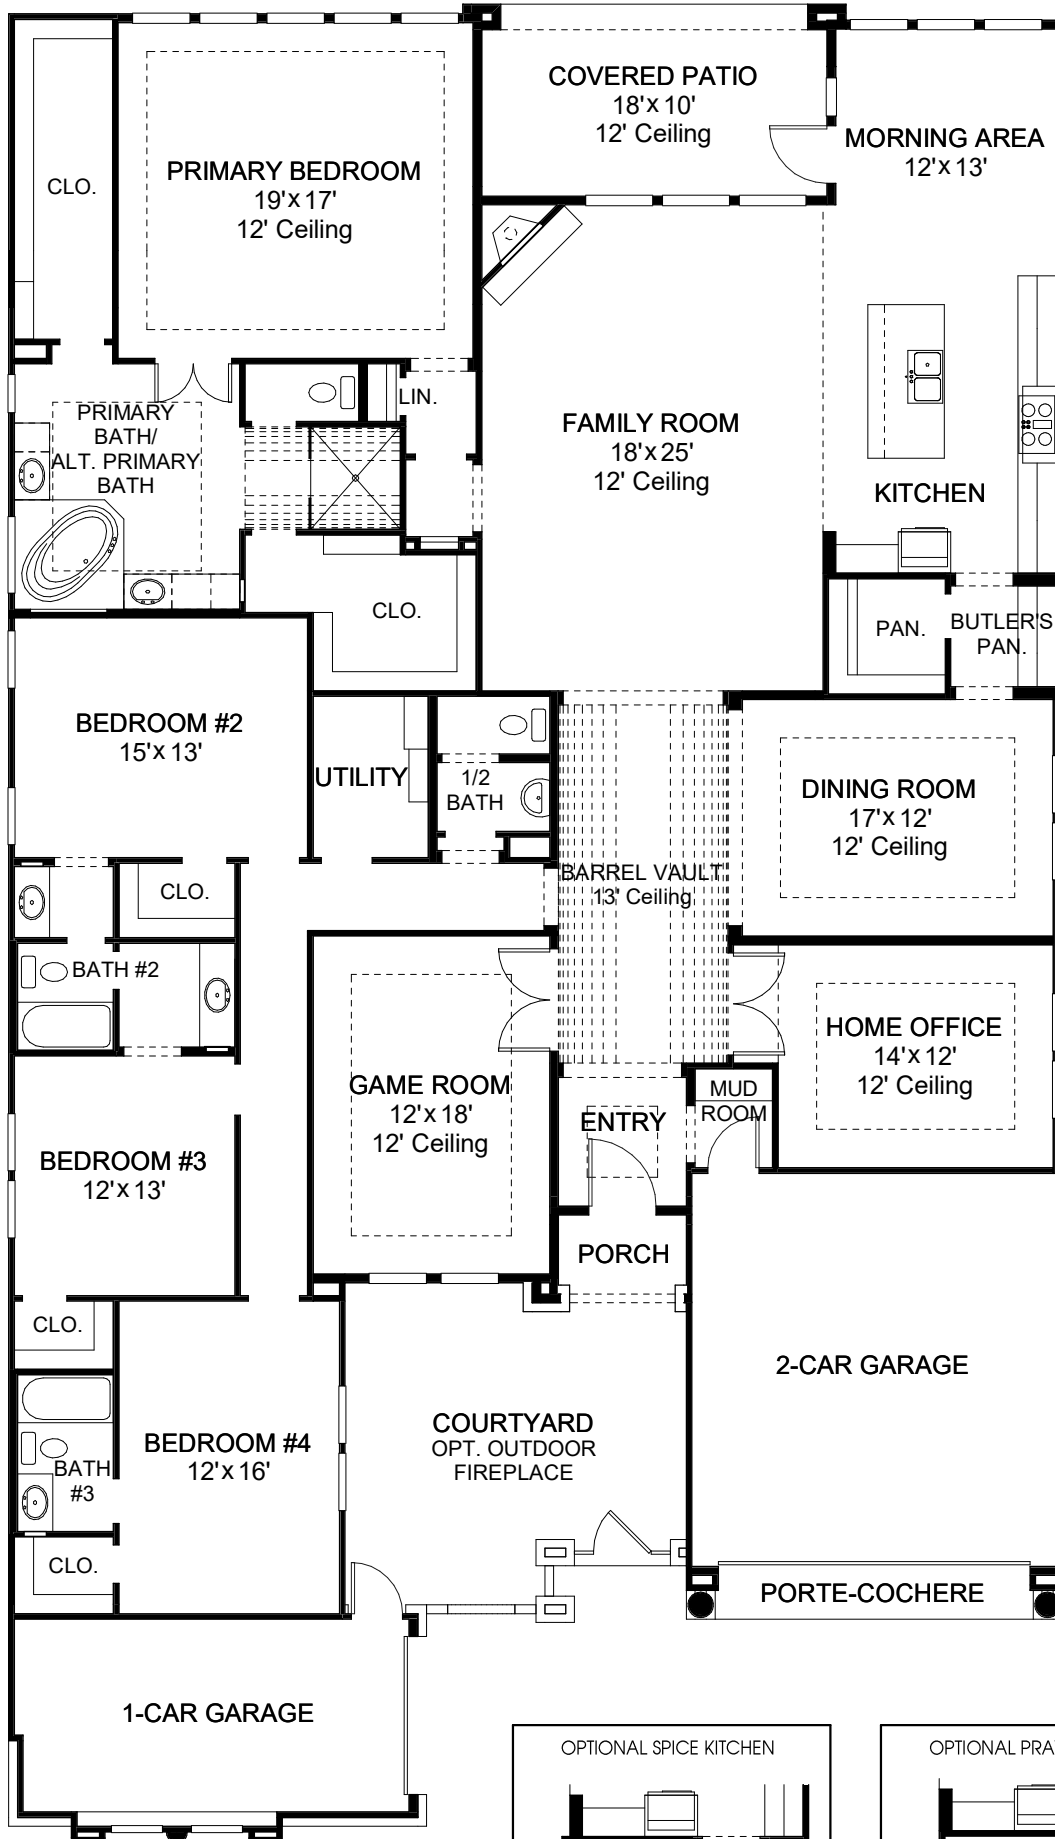 COVERED PATIO
18'x 10'
12' Ceiling
MORNING AREA
12'x 13'
PRIMARY BEDROOM
19'x 17'
12' Ceiling
CLO.
LIN.
PRIMARY
BATH/
ALT. PRIMARY
BATH
FAMILY ROOM
18'x 25'
12' Ceiling
KITCHEN
CLO.
PAN.
BUTLER'S
PAN.
BEDROOM #2
15'x 13'
UTILITY
1/2
BATH
DINING ROOM
17'x 12'
12' Ceiling
BARREL VAULT
13' Ceiling
CLO.
BATH #2
HOME OFFICE
14'x 12'
12' Ceiling
GAME ROOM
12'x 18'
12' Ceiling
MUD
ROOM
ENTRY
BEDROOM #3
12'x 13'
PORCH
CLO.
2-CAR GARAGE
COURTYARD
OPT. OUTDOOR
FIREPLACE
BEDROOM #4
12'x 16'
BATH
#3
CLO.
PORTE-COCHERE
1-CAR GARAGE
OPTIONAL SPICE KITCHEN
OPTIONAL